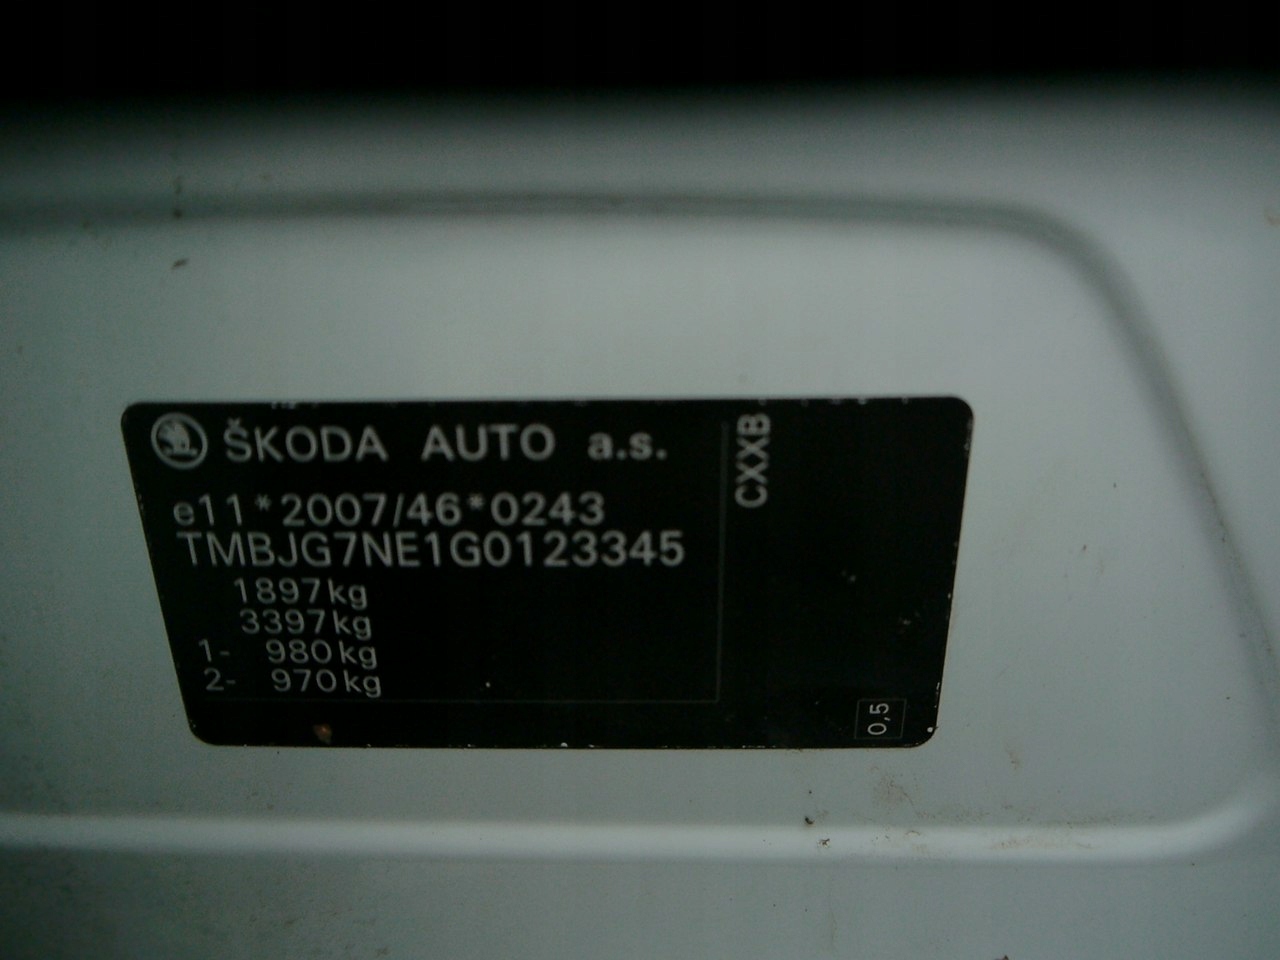 ŠKODA AUTO a.s.
e11*2007/46*0243
TMBJG7NE1G0123345
1897kg
3397kg
1- 980kg
2- 970kg
CXXB
0,5